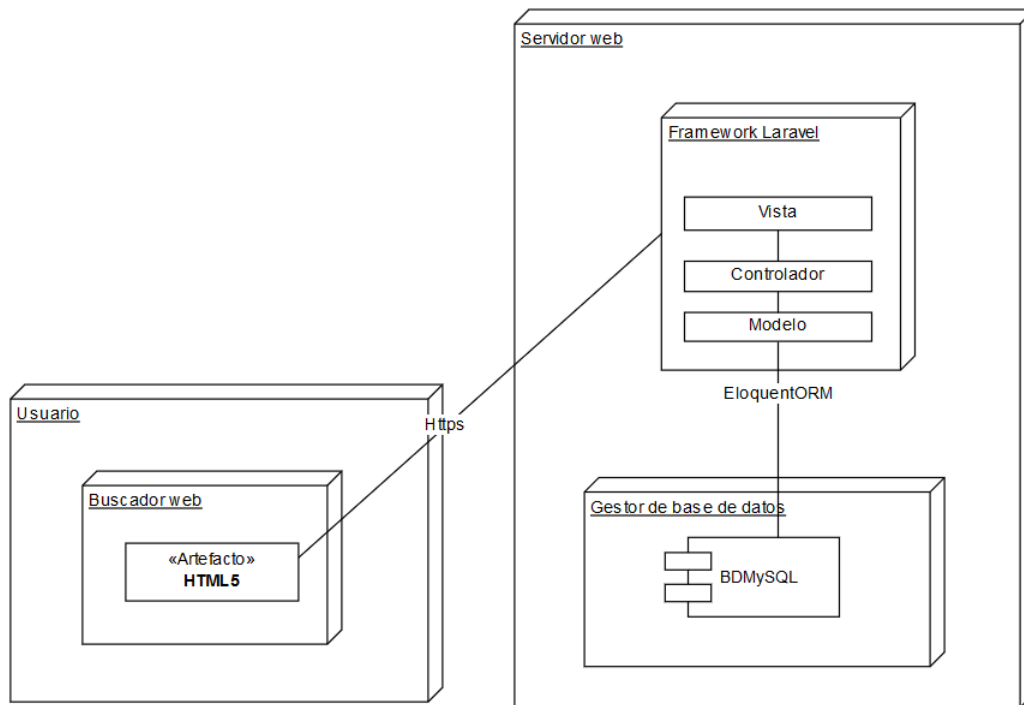 Servidor web
Framework Laravel
Vista
Controlador
Modelo
EloquentORM
Https
Usuario
Buscador web
«Artefacto»
HTML5
Gestor de base de datos
BDMySQL